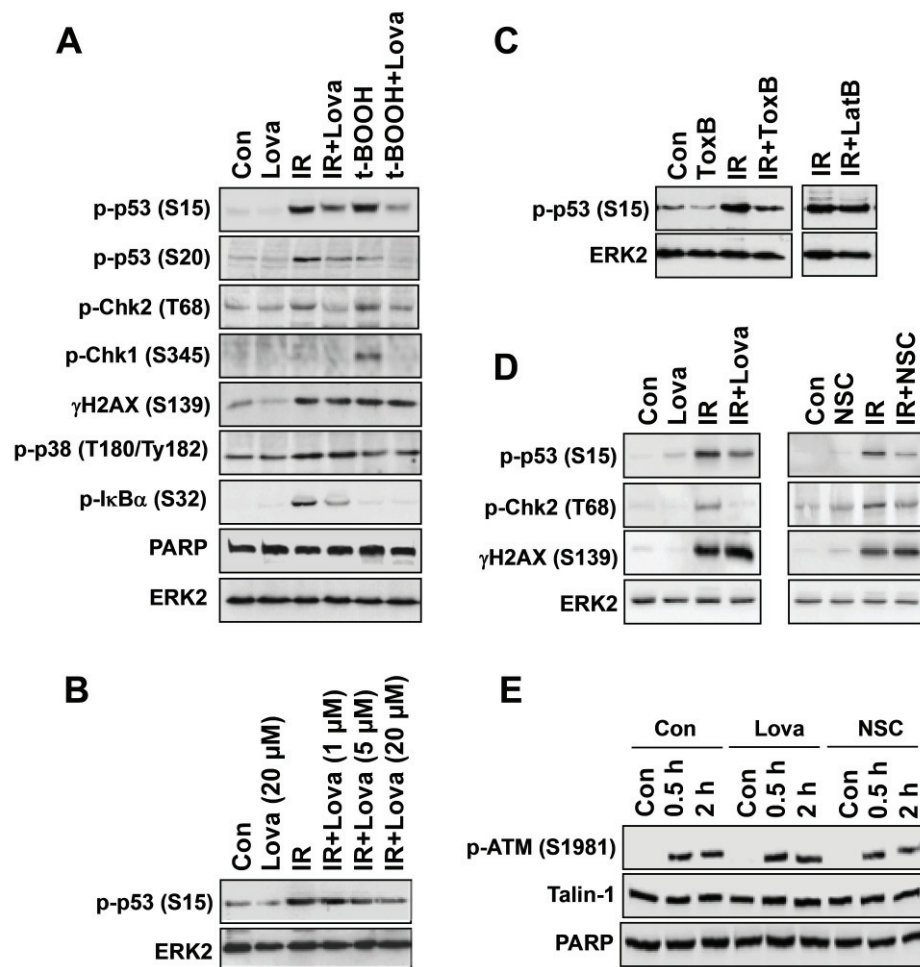 A
Con
Lova
IR
IR+Lova
t-BOOH
t-BOOH+Lova
p-p53 (S15)
p-p53 (S20)
p-Chk2 (T68)
p-Chk1 (S345)
γH2AX (S139)
p-p38 (T180/Ty182)
p-IκBα (S32)
PARP
ERK2
B
Con
Lova (20 μM)
IR
IR+Lova (1 μM)
IR+Lova (5 μM)
IR+Lova (20 μM)
p-p53 (S15)
ERK2
C
Con
ToxB
IR
IR+ToxB
IR
IR+LatB
p-p53 (S15)
ERK2
D
Con
Lova
IR
IR+Lova
Con
NSC
IR
IR+NSC
p-p53 (S15)
p-Chk2 (T68)
γH2AX (S139)
ERK2
E
Con Lova NSC
Con
0.5 h
2 h
Con
0.5 h
2 h
Con
0.5 h
2 h
p-ATM (S1981)
Talin-1
PARP